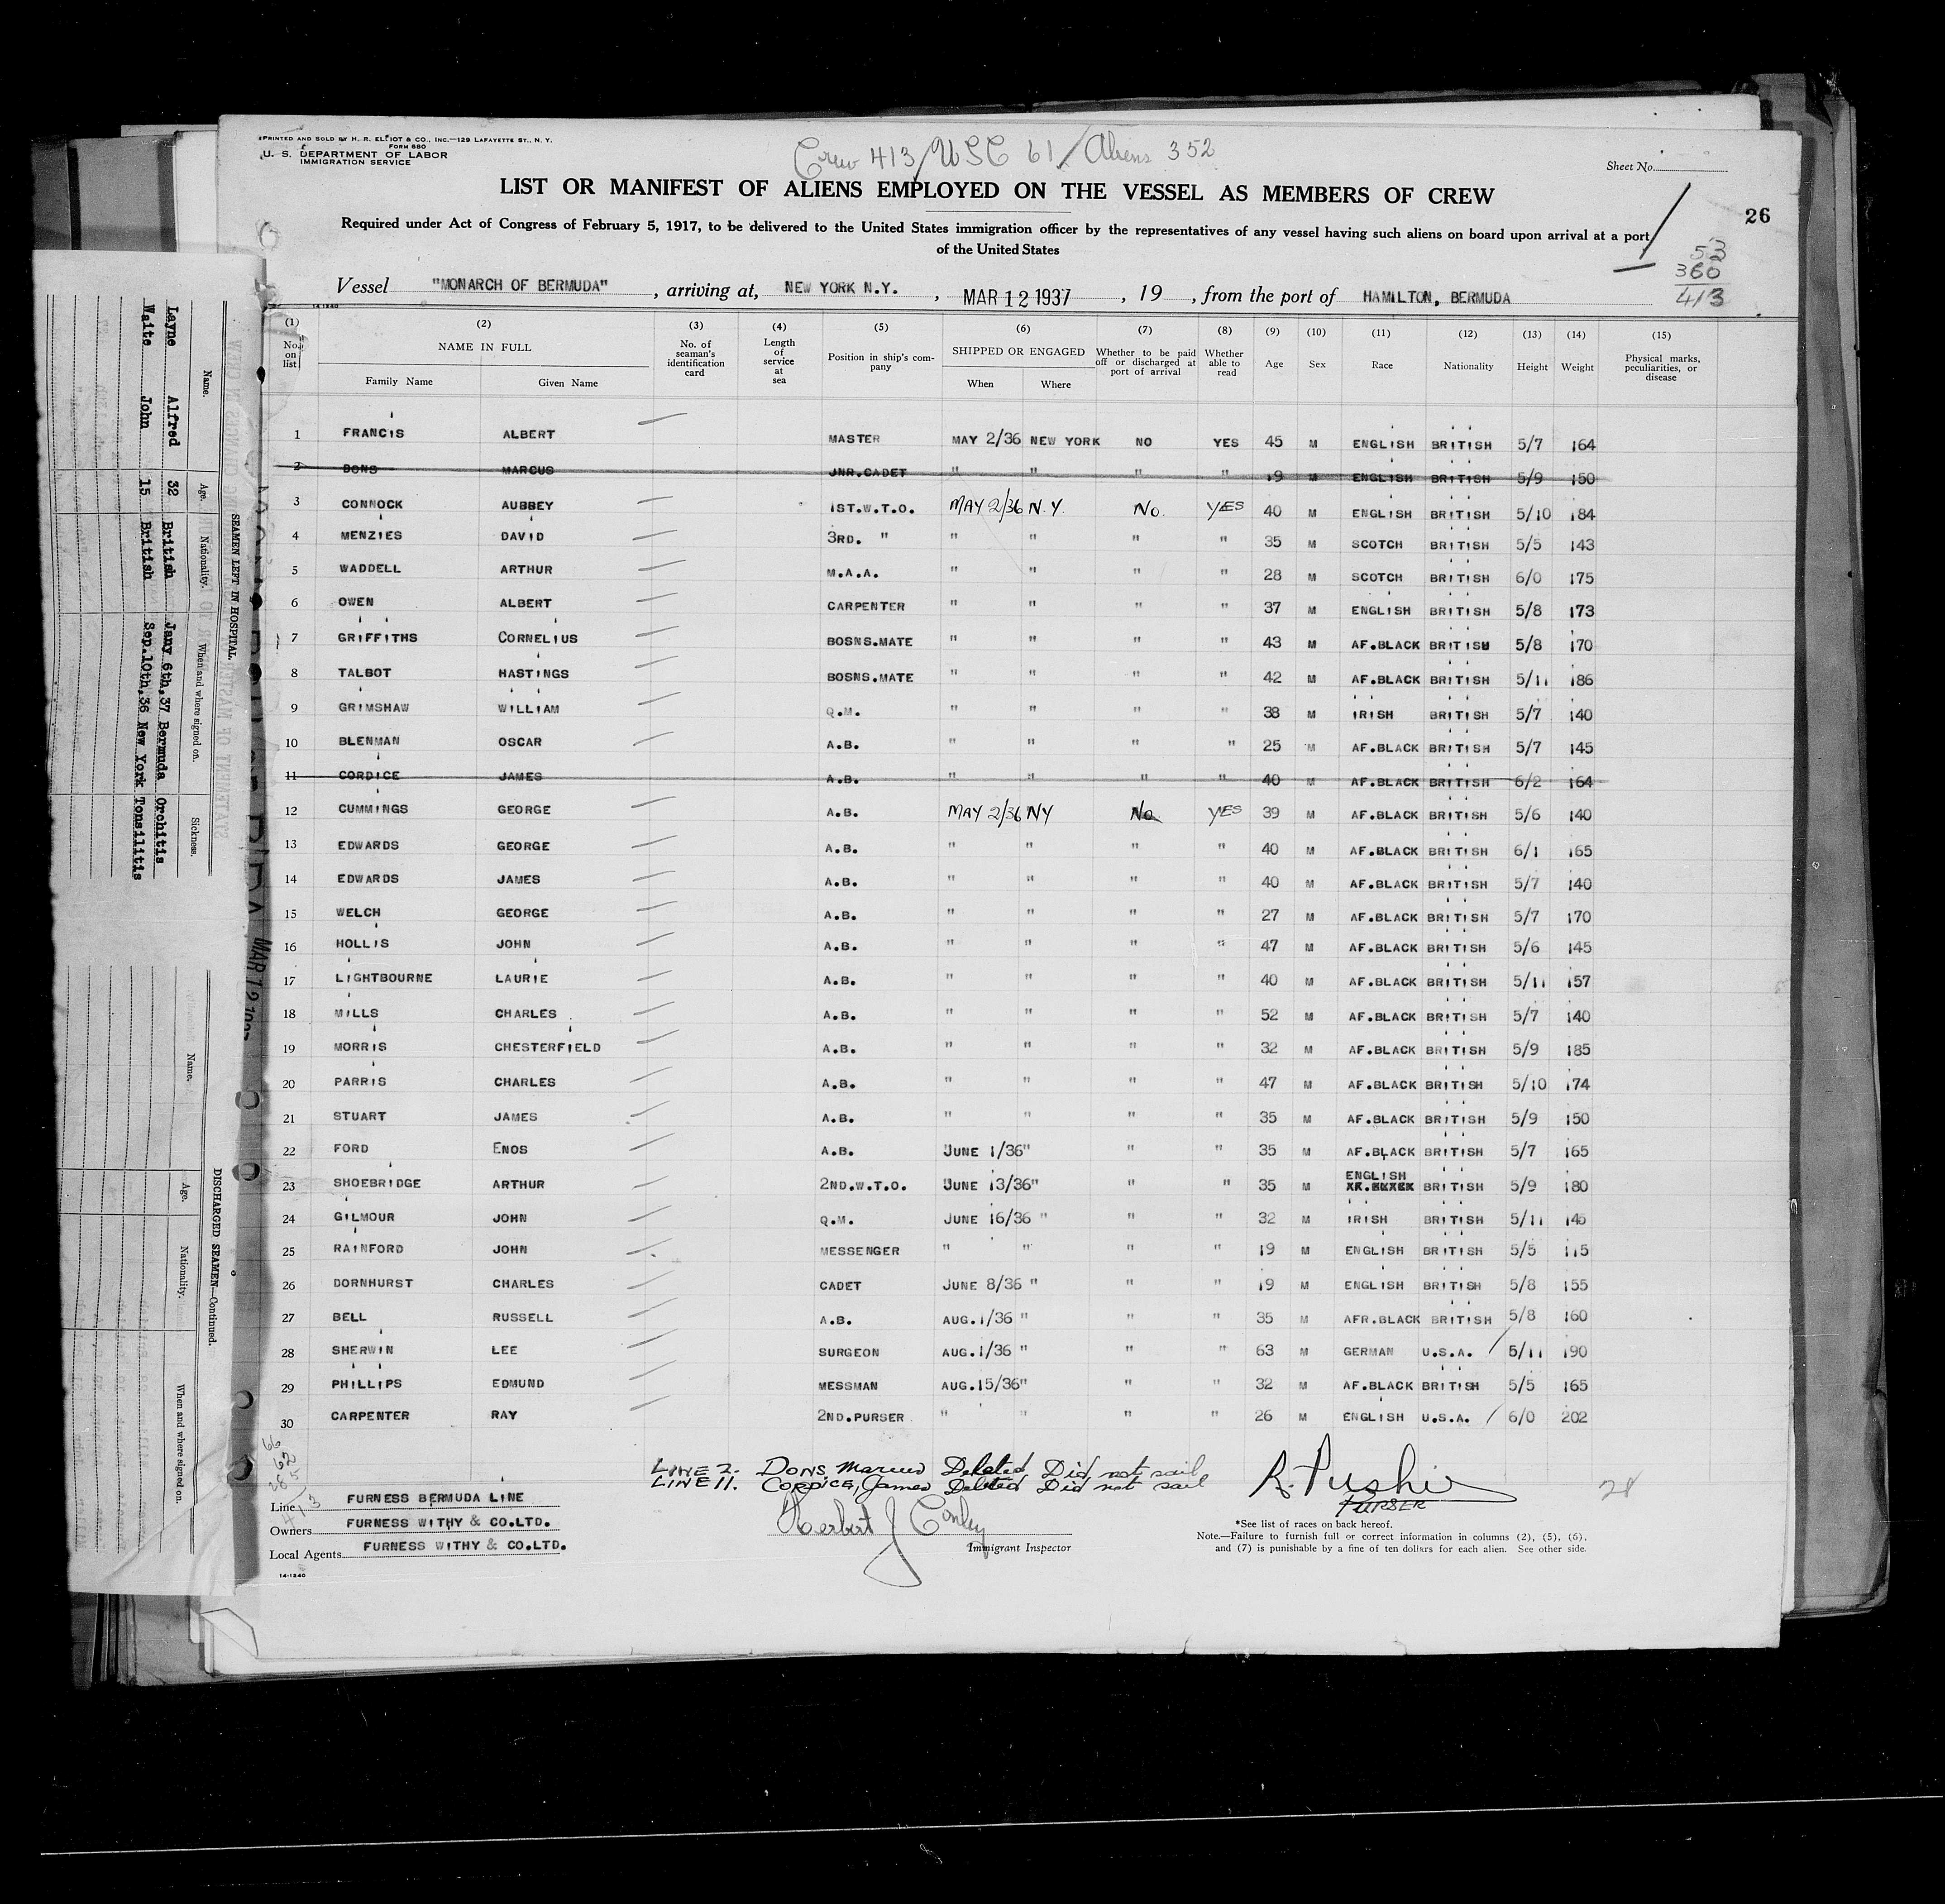 PRINTED AND SOLD BY H. R. ELLIOT & CO., INC.—129 LAFAYETTE ST., N. Y.
FORM 680
U. S. DEPARTMENT OF LABOR
IMMIGRATION SERVICE
Crew 413/USC 61/Aliens 352
Sheet No.
LIST OR MANIFEST OF ALIENS EMPLOYED ON THE VESSEL AS MEMBERS OF CREW
26
Required under Act of Congress of February 5, 1917, to be delivered to the United States immigration officer by the representatives of any vessel having such aliens on board upon arrival at a port
of the United States
53
360
413
Vessel "MONARCH OF BERMUDA", arriving at, NEW YORK N.Y., MAR 12 1937, 19, from the port of HAMILTON, BERMUDA
14-1240
(1) (2) (3) (4) (5) (6) (7) (8) (9) (10) (11) (12) (13) (14) (15)
No. on list NAME IN FULL Family Name Given Name No. of seaman's identification card Length of service at sea Position in ship's company SHIPPED OR ENGAGED When Where Whether to be paid off or discharged at port of arrival Whether able to read Age Sex Race Nationality Height Weight Physical marks, peculiarities, or disease
1 FRANCIS ALBERT MASTER MAY 2/36 NEW YORK NO YES 45 M ENGLISH BRITISH 5/7 164
2 DONS MARCUS JNR.CADET " " " " 19 M ENGLISH BRITISH 5/9 150
3 CONNOCK AUBBEY 1ST.W.T.O. MAY 2/36 N.Y. No. YES 40 M ENGLISH BRITISH 5/10 184
4 MENZIES DAVID 3RD. " " " " " 35 M SCOTCH BRITISH 5/5 143
5 WADDELL ARTHUR M.A.A. " " " " 28 M SCOTCH BRITISH 6/0 175
6 OWEN ALBERT CARPENTER " " " " 37 M ENGLISH BRITISH 5/8 173
7 GRIFFITHS CORNELIUS BOSNS.MATE " " " " 43 M AF.BLACK BRITISH 5/8 170
8 TALBOT HASTINGS BOSNS.MATE " " " " 42 M AF.BLACK BRITISH 5/11 186
9 GRIMSHAW WILLIAM Q.M. " " " " 38 M IRISH BRITISH 5/7 140
10 BLENMAN OSCAR A.B. " " " " 25 M AF.BLACK BRITISH 5/7 145
11 CORDICE JAMES A.B. " " " " 40 M AF.BLACK BRITISH 6/2 164
12 CUMMINGS GEORGE A.B. MAY 2/36 NY No YES 39 M AF.BLACK BRITISH 5/6 140
13 EDWARDS GEORGE A.B. " " " " 40 M AF.BLACK BRITISH 6/1 165
14 EDWARDS JAMES A.B. " " " " 40 M AF.BLACK BRITISH 5/7 140
15 WELCH GEORGE A.B. " " " " 27 M AF.BLACK BRITISH 5/7 170
16 HOLLIS JOHN A.B. " " " " 47 M AF.BLACK BRITISH 5/6 145
17 LIGHTBOURNE LAURIE A.B. " " " " 40 M AF.BLACK BRITISH 5/11 157
18 MILLS CHARLES A.B. " " " " 52 M AF.BLACK BRITISH 5/7 140
19 MORRIS CHESTERFIELD A.B. " " " " 32 M AF.BLACK BRITISH 5/9 185
20 PARRIS CHARLES A.B. " " " " 47 M AF.BLACK BRITISH 5/10 174
21 STUART JAMES A.B. " " " " 35 M AF.BLACK BRITISH 5/9 150
22 FORD ENOS A.B. JUNE 1/36 " " " 35 M AF.BLACK BRITISH 5/7 165
23 SHOEBRIDGE ARTHUR 2ND.W.T.O. JUNE 13/36 " " " 35 M ENGLISH BRITISH 5/9 180
24 GILMOUR JOHN Q.M. JUNE 16/36 " " " 32 M IRISH BRITISH 5/11 145
25 RAINFORD JOHN MESSENGER " " " " 19 M ENGLISH BRITISH 5/5 115
26 DORNHURST CHARLES CADET JUNE 8/36 " " " 19 M ENGLISH BRITISH 5/8 155
27 BELL RUSSELL A.B. AUG.1/36 " " " 35 M AFR.BLACK BRITISH 5/8 160
28 SHERWIN LEE SURGEON AUG.1/36 " " " 63 M GERMAN U.S.A. 5/11 190
29 PHILLIPS EDMUND MESSMAN AUG.15/36 " " " 32 M AF.BLACK BRITISH 5/5 165
30 CARPENTER RAY 2ND.PURSER " " " " 26 M ENGLISH U.S.A. 6/0 202
LINE 2. DONS, Marcus Deleted Did not sail
LINE 11. CORDICE, James Deleted Did not sail
PURSER
28
Line FURNESS BERMUDA LINE
Owners FURNESS WITHY & CO.LTD.
Local Agents FURNESS WITHY & CO.LTD.
14-1240
Herbert J Conley
Immigrant Inspector
*See list of races on back hereof.
Note.—Failure to furnish full or correct information in columns (2), (5), (6),
and (7) is punishable by a fine of ten dollars for each alien. See other side.
SEAMEN LEFT IN HOSPITAL.
Name. Age. Nationality. When and where signed on. Sickness.
Layne Alfred 32 British Jany 6th,37 Bermuda Orchitis
Waite John 15 British Sep.10th,36 New York Tonsilitis
DISCHARGED SEAMEN—Continued.
Name. Age. Nationality. When and where signed on.